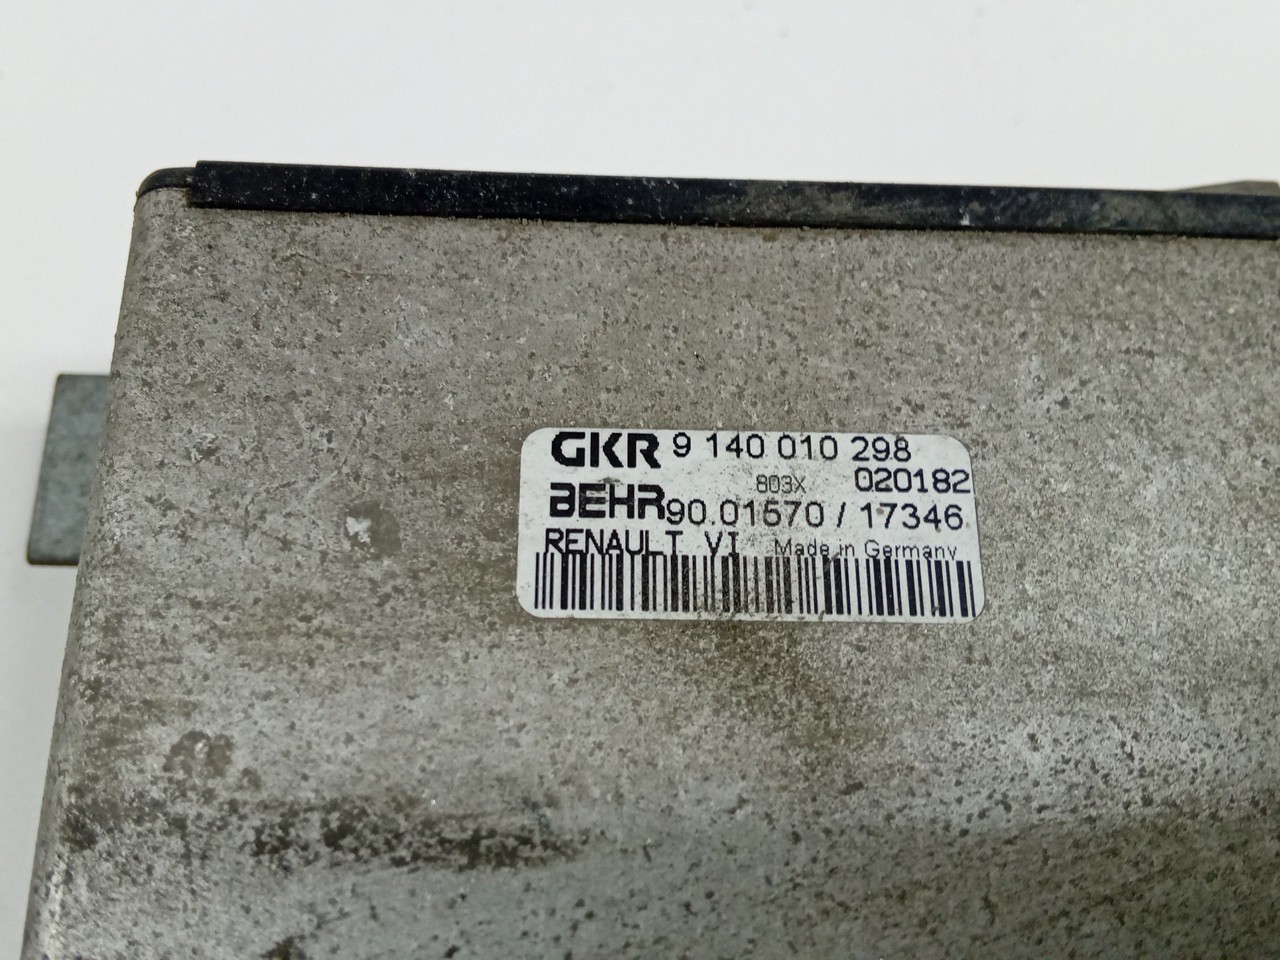 GKR 9 140 010 298
803X 020182
BEHR 90.01570 / 17346
RENAULT VI Made in Germany